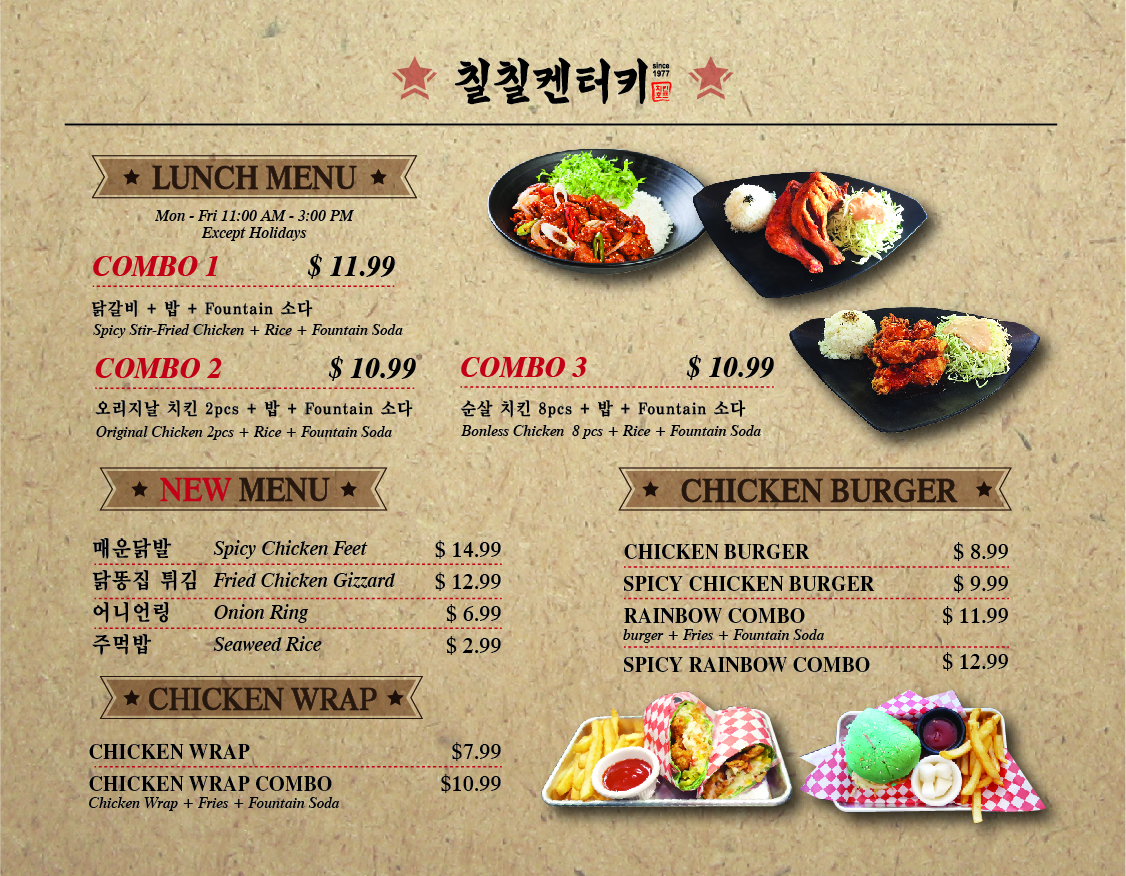 칠칠켄터키
since
1977
치킨
호프
LUNCH MENU
Mon - Fri 11:00 AM - 3:00 PM
Except Holidays
COMBO 1 $ 11.99
닭갈비 + 밥 + Fountain 소다
Spicy Stir-Fried Chicken + Rice + Fountain Soda
COMBO 2 $ 10.99
오리지날 치킨 2pcs + 밥 + Fountain 소다
Original Chicken 2pcs + Rice + Fountain Soda
COMBO 3 $ 10.99
순살 치킨 8pcs + 밥 + Fountain 소다
Bonless Chicken 8 pcs + Rice + Fountain Soda
NEW MENU
매운닭발 Spicy Chicken Feet $ 14.99
닭똥집 튀김 Fried Chicken Gizzard $ 12.99
어니언링 Onion Ring $ 6.99
주먹밥 Seaweed Rice $ 2.99
CHICKEN WRAP
CHICKEN WRAP $7.99
CHICKEN WRAP COMBO $10.99
Chicken Wrap + Fries + Fountain Soda
CHICKEN BURGER
CHICKEN BURGER $ 8.99
SPICY CHICKEN BURGER $ 9.99
RAINBOW COMBO $ 11.99
burger + Fries + Fountain Soda
SPICY RAINBOW COMBO $ 12.99